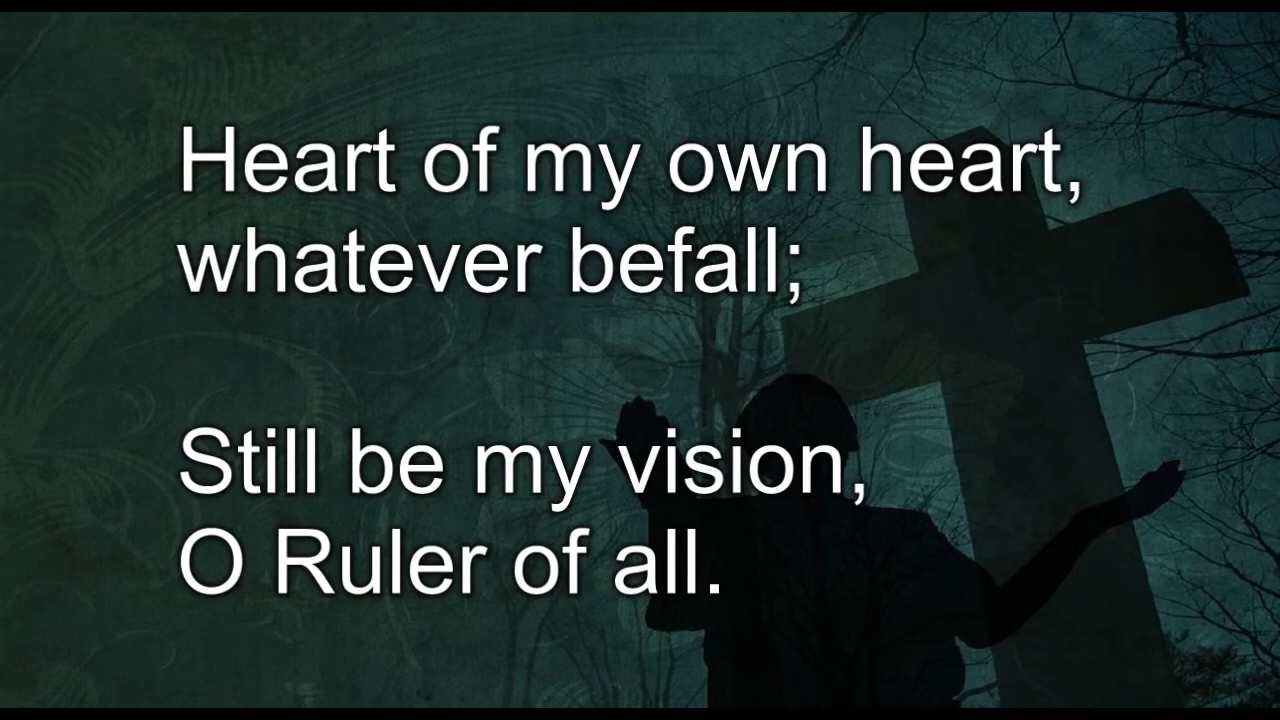 Heart of my own heart,
whatever befall;
Still be my vision,
O Ruler of all.